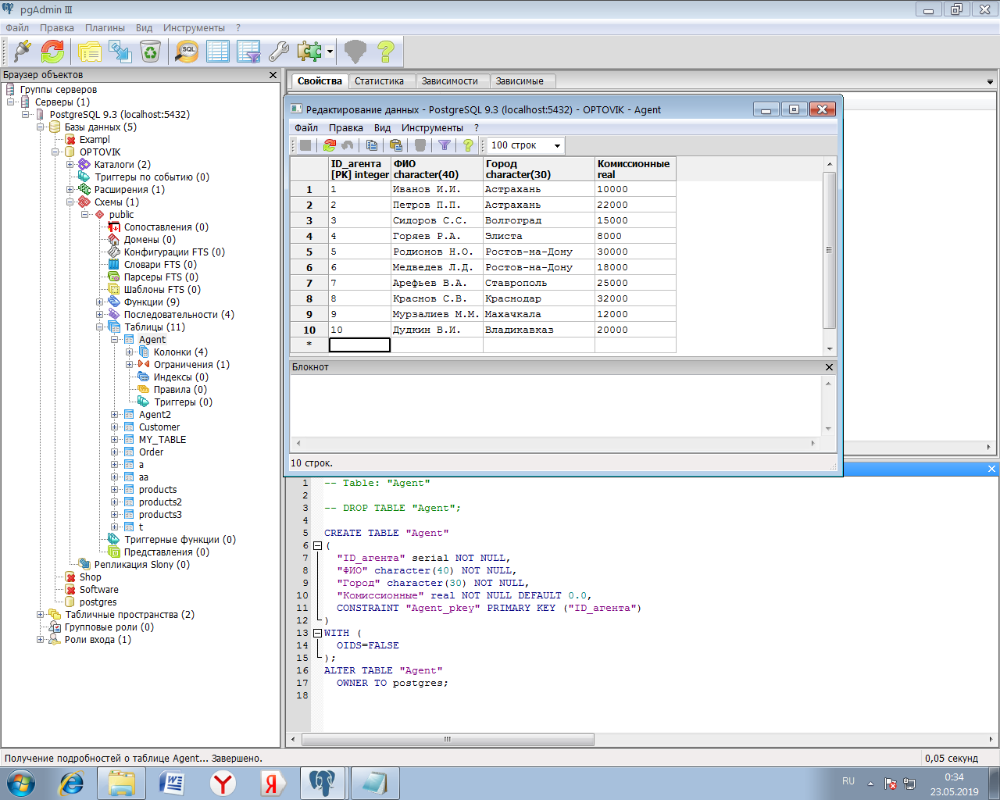 pgAdmin III
Файл Правка Плагины Вид Инструменты ?
SQL
Браузер объектов
Группы серверов
Серверы (1)
PostgreSQL 9.3 (localhost:5432)
Базы данных (5)
Exampl
OPTOVIK
Каталоги (2)
Триггеры по событию (0)
Расширения (1)
Схемы (1)
public
Сопоставления (0)
Домены (0)
Конфигурации FTS (0)
Словари FTS (0)
Парсеры FTS (0)
Шаблоны FTS (0)
Функции (9)
Последовательности (4)
Таблицы (11)
Agent
Колонки (4)
Ограничения (1)
Индексы (0)
Правила (0)
Триггеры (0)
Agent2
Customer
MY_TABLE
Order
a
aa
products
products2
products3
t
Триггерные функции (0)
Представления (0)
Репликация Slony (0)
Shop
Software
postgres
Табличные пространства (2)
Групповые роли (0)
Роли входа (1)
Свойства Статистика Зависимости Зависимые
Редактирование данных - PostgreSQL 9.3 (localhost:5432) - OPTOVIK - Agent
Файл Правка Вид Инструменты ?
100 строк
ID_агента ФИО Город Комиссионные
[PK] integer character(40) character(30) real
1 1 Иванов И.И. Астрахань 10000
2 2 Петров П.П. Астрахань 22000
3 3 Сидоров С.С. Волгоград 15000
4 4 Горяев Р.А. Элиста 8000
5 5 Родионов Н.О. Ростов-на-Дону 30000
6 6 Медведев Л.Д. Ростов-на-Дону 18000
7 7 Арефьев В.А. Ставрополь 25000
8 8 Краснов С.В. Краснодар 32000
9 9 Мурзалиев М.М. Махачкала 12000
10 10 Дудкин В.И. Владикавказ 20000
*
Блокнот
10 строк.
1 -- Table: "Agent"
2
3 -- DROP TABLE "Agent";
4
5 CREATE TABLE "Agent"
6 (
7 "ID_агента" serial NOT NULL,
8 "ФИО" character(40) NOT NULL,
9 "Город" character(30) NOT NULL,
10 "Комиссионные" real NOT NULL DEFAULT 0.0,
11 CONSTRAINT "Agent_pkey" PRIMARY KEY ("ID_агента")
12 )
13 WITH (
14 OIDS=FALSE
15 );
16 ALTER TABLE "Agent"
17 OWNER TO postgres;
18
Получение подробностей о таблице Agent... Завершено. 0,05 секунд
RU 0:34
23.05.2019